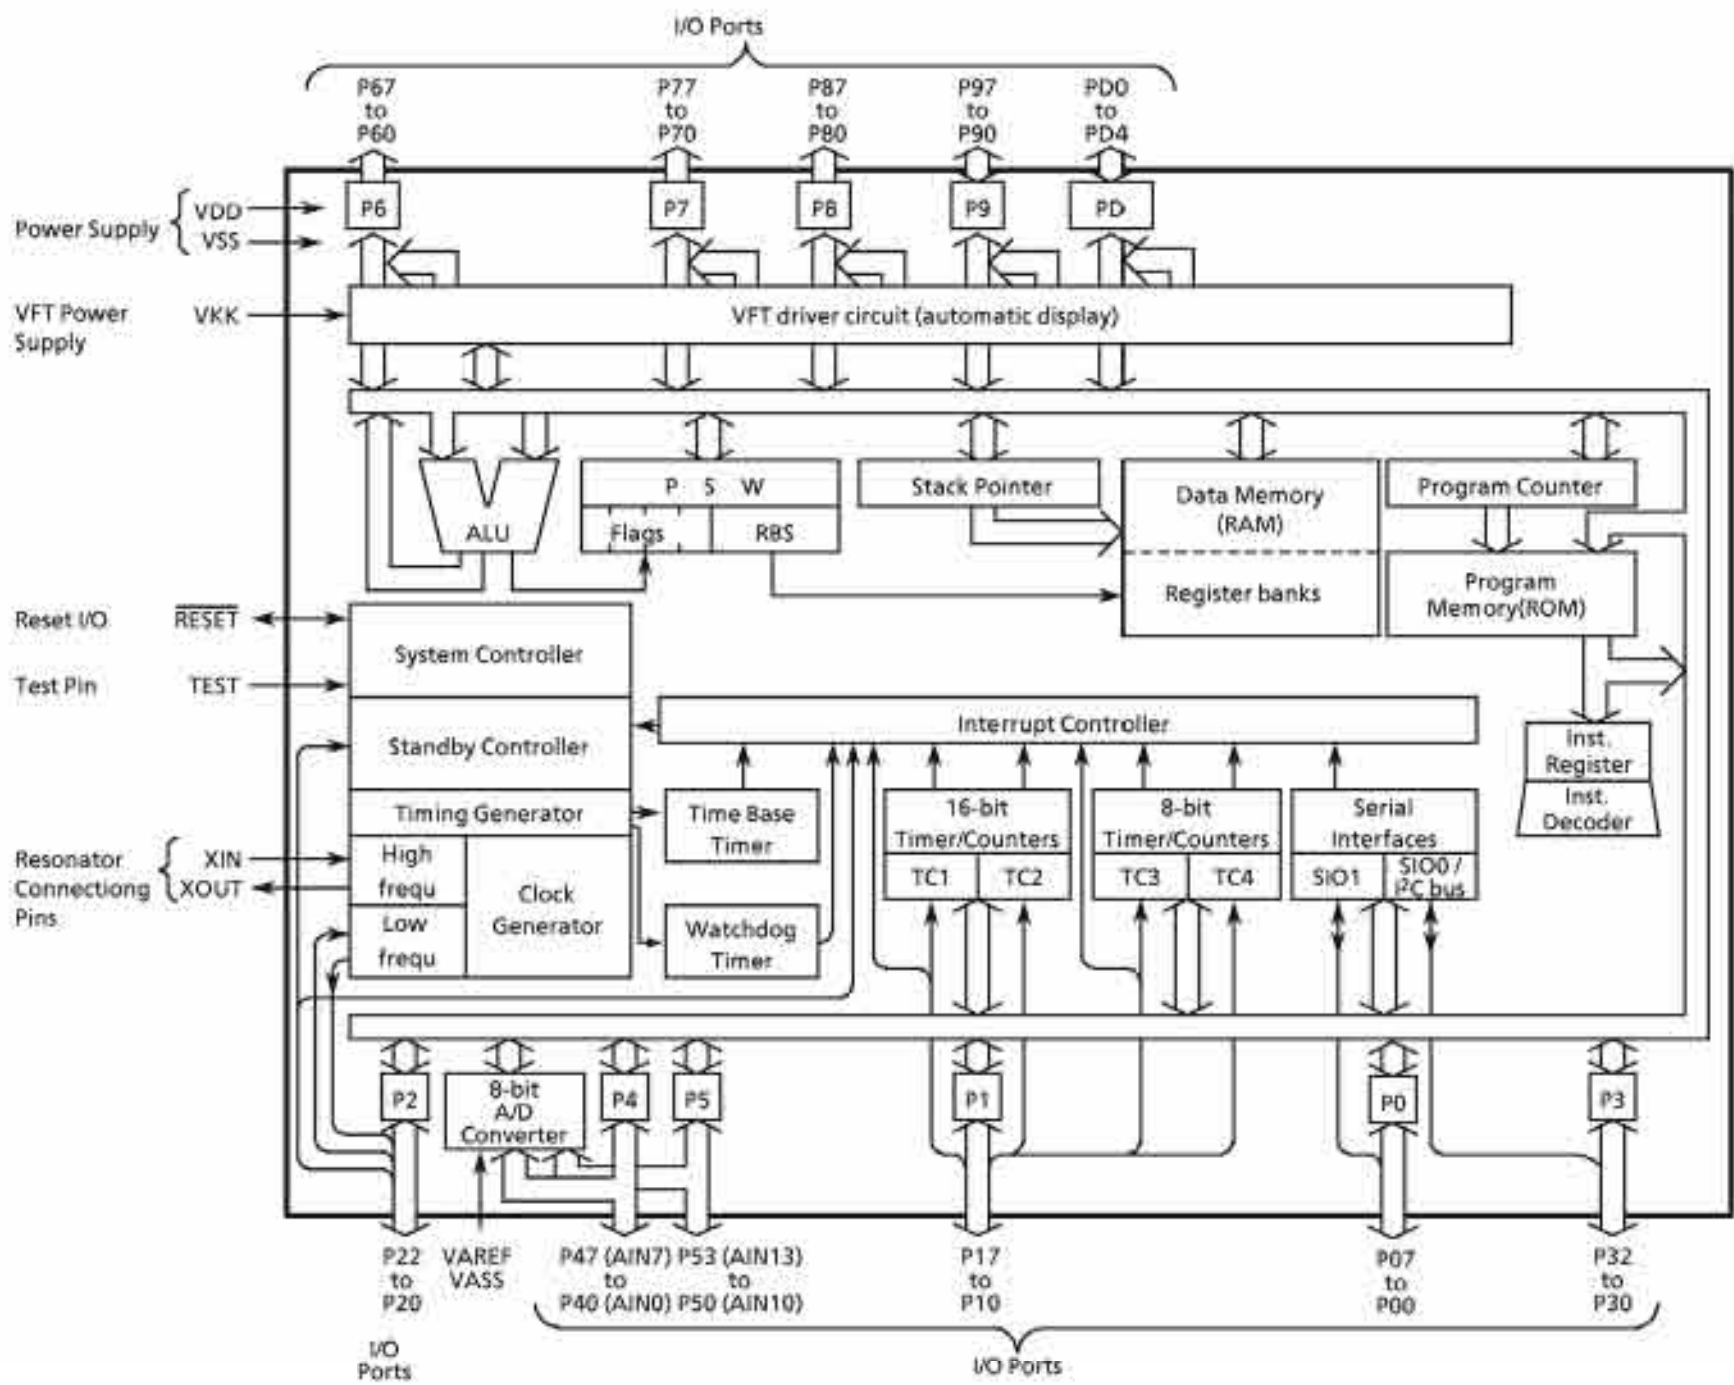 I/O Ports
P67 P77 P87 P97 PD0
to to to to to
P60 P70 P80 P90 PD4
P6 P7 P8 P9 PD
Power Supply VDD
VSS
VFT Power
Supply
VKK
VFT driver circuit (automatic display)
ALU
P S W
Flags RBS
Stack Pointer
Data Memory
(RAM)
Register banks
Program Counter
Program
Memory(ROM)
Reset I/O RESET
Test Pin TEST
System Controller
Standby Controller
Timing Generator
High
frequ
Low
frequ
Clock
Generator
Interrupt Controller
Time Base
Timer
Watchdog
Timer
16-bit
Timer/Counters
TC1 TC2
8-bit
Timer/Counters
TC3 TC4
Serial
Interfaces
SIO1
SIO0 /
I²C bus
Inst.
Register
Inst.
Decoder
Resonator
Connectiong
Pins
XIN
XOUT
P2
8-bit
A/D
Converter
P4 P5 P1 P0 P3
P22
to
P20
VAREF
VASS
P47 (AIN7) P53 (AIN13)
to to
P40 (AIN0) P50 (AIN10)
P17
to
P10
P07
to
P00
P32
to
P30
I/O
Ports
I/O Ports